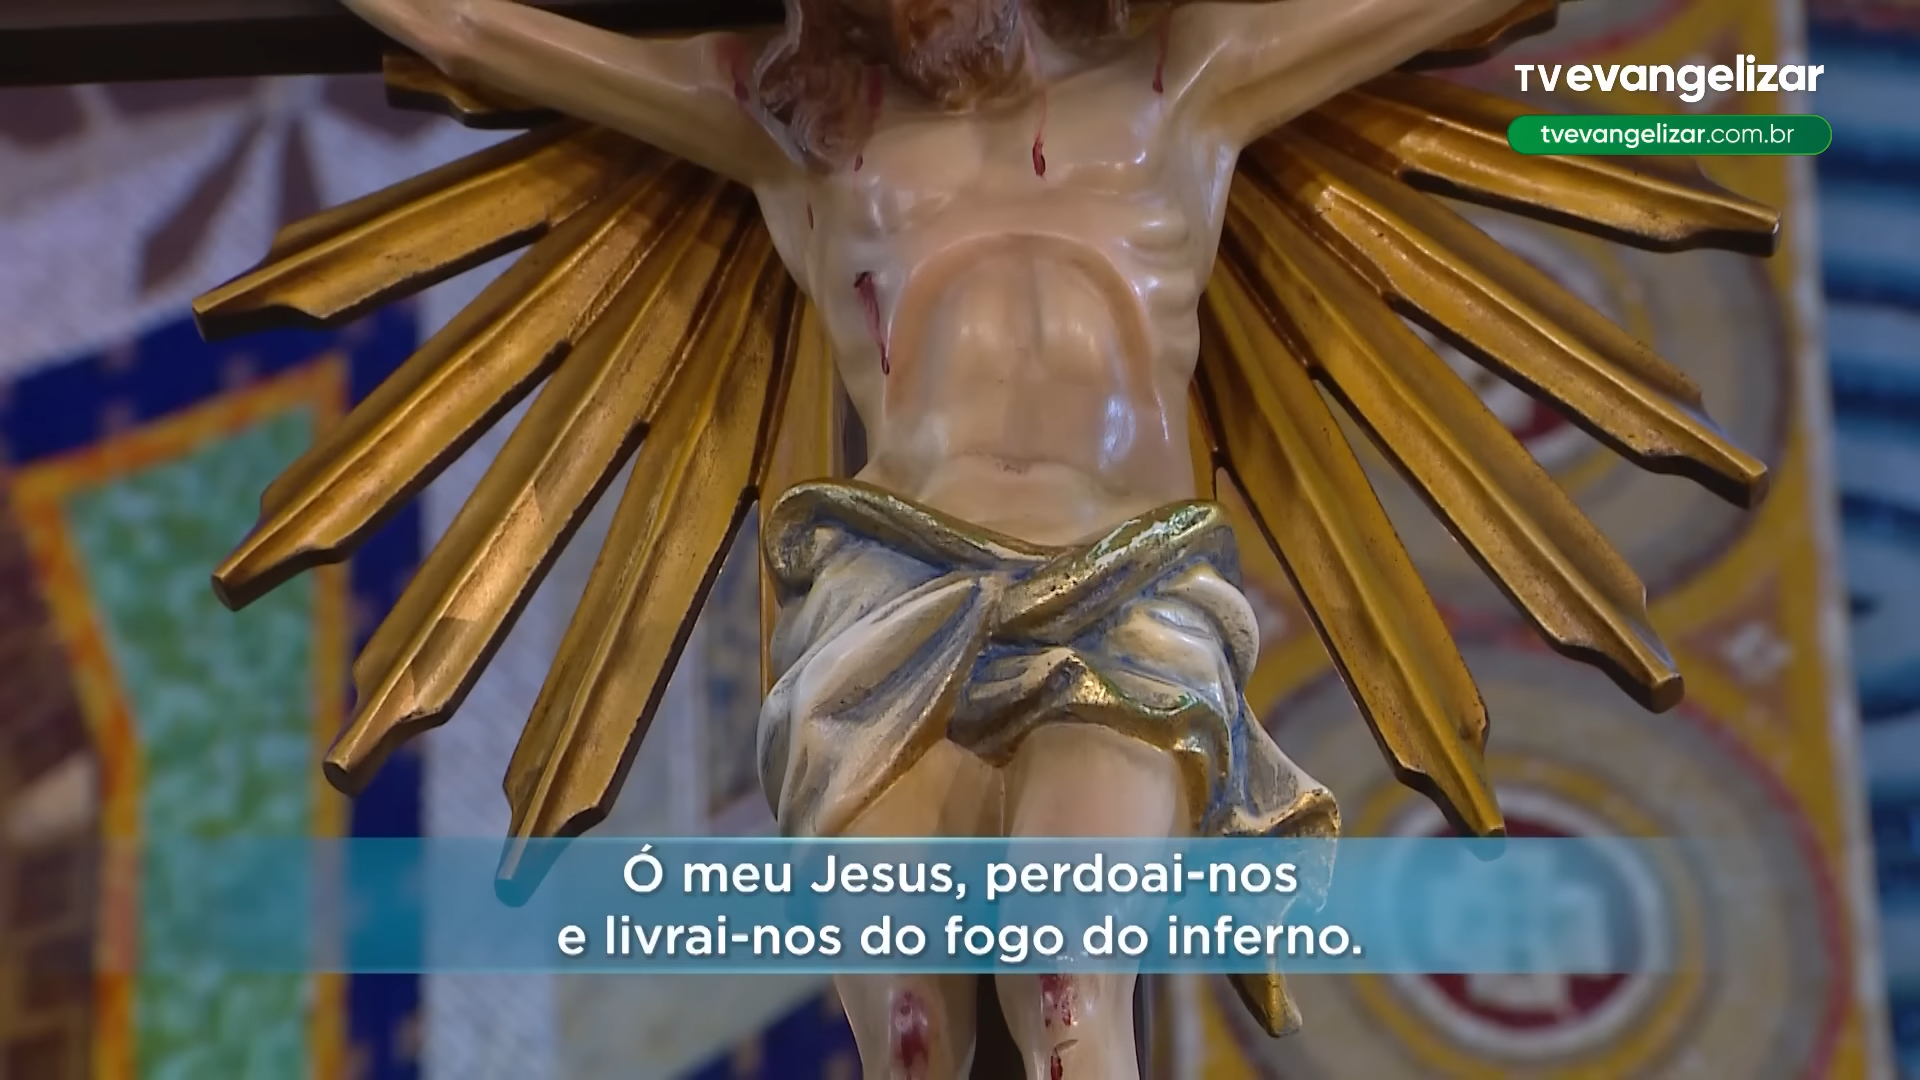 TVevangelizar
tvevangelizar.com.br
Ó meu Jesus, perdoai-nos
e livrai-nos do fogo do inferno.